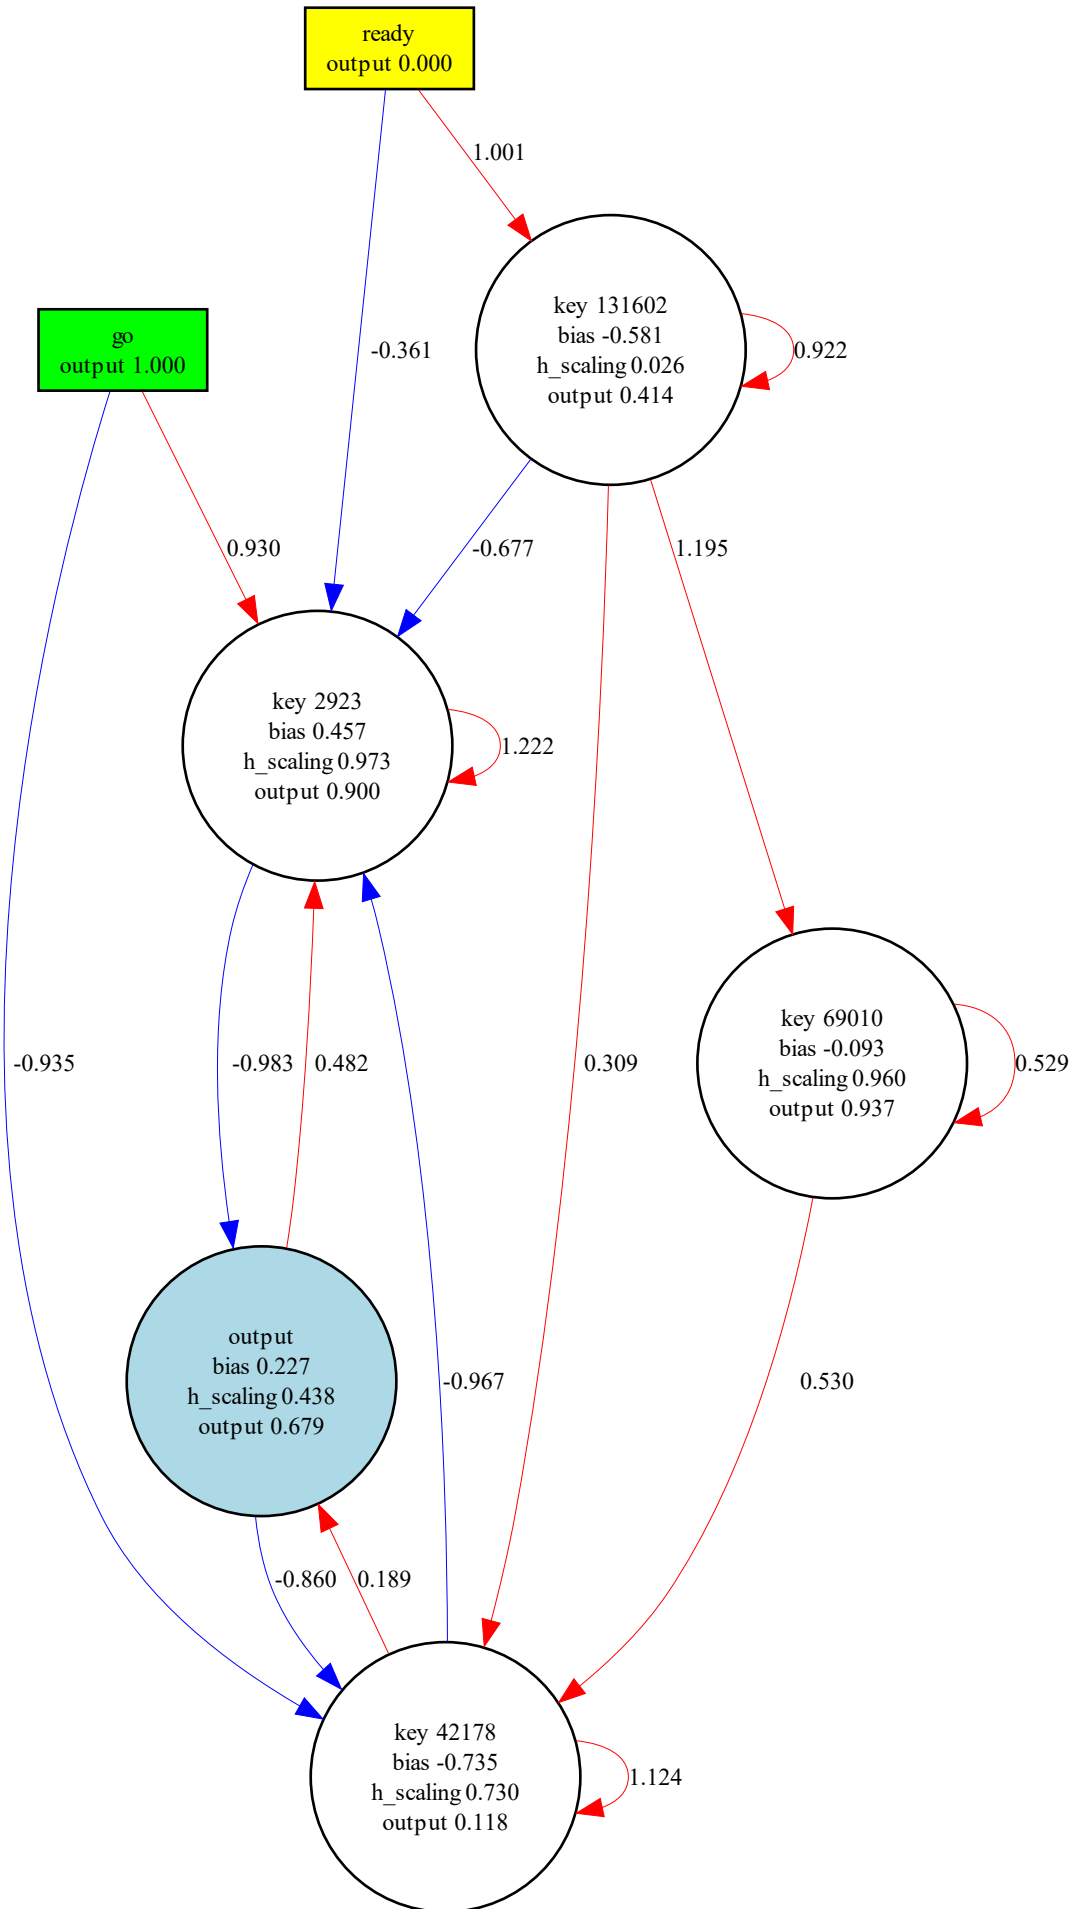 ready
output 0.000
1.001
key 131602
bias -0.581
h_scaling 0.026
output 0.414
0.922
go
output 1.000
-0.361
0.930
-0.677
1.195
key 2923
bias 0.457
h_scaling 0.973
output 0.900
1.222
key 69010
bias -0.093
h_scaling 0.960
output 0.937
0.529
-0.935
-0.983
0.482
0.309
output
bias 0.227
h_scaling 0.438
output 0.679
-0.967
0.530
-0.860
0.189
key 42178
bias -0.735
h_scaling 0.730
output 0.118
1.124